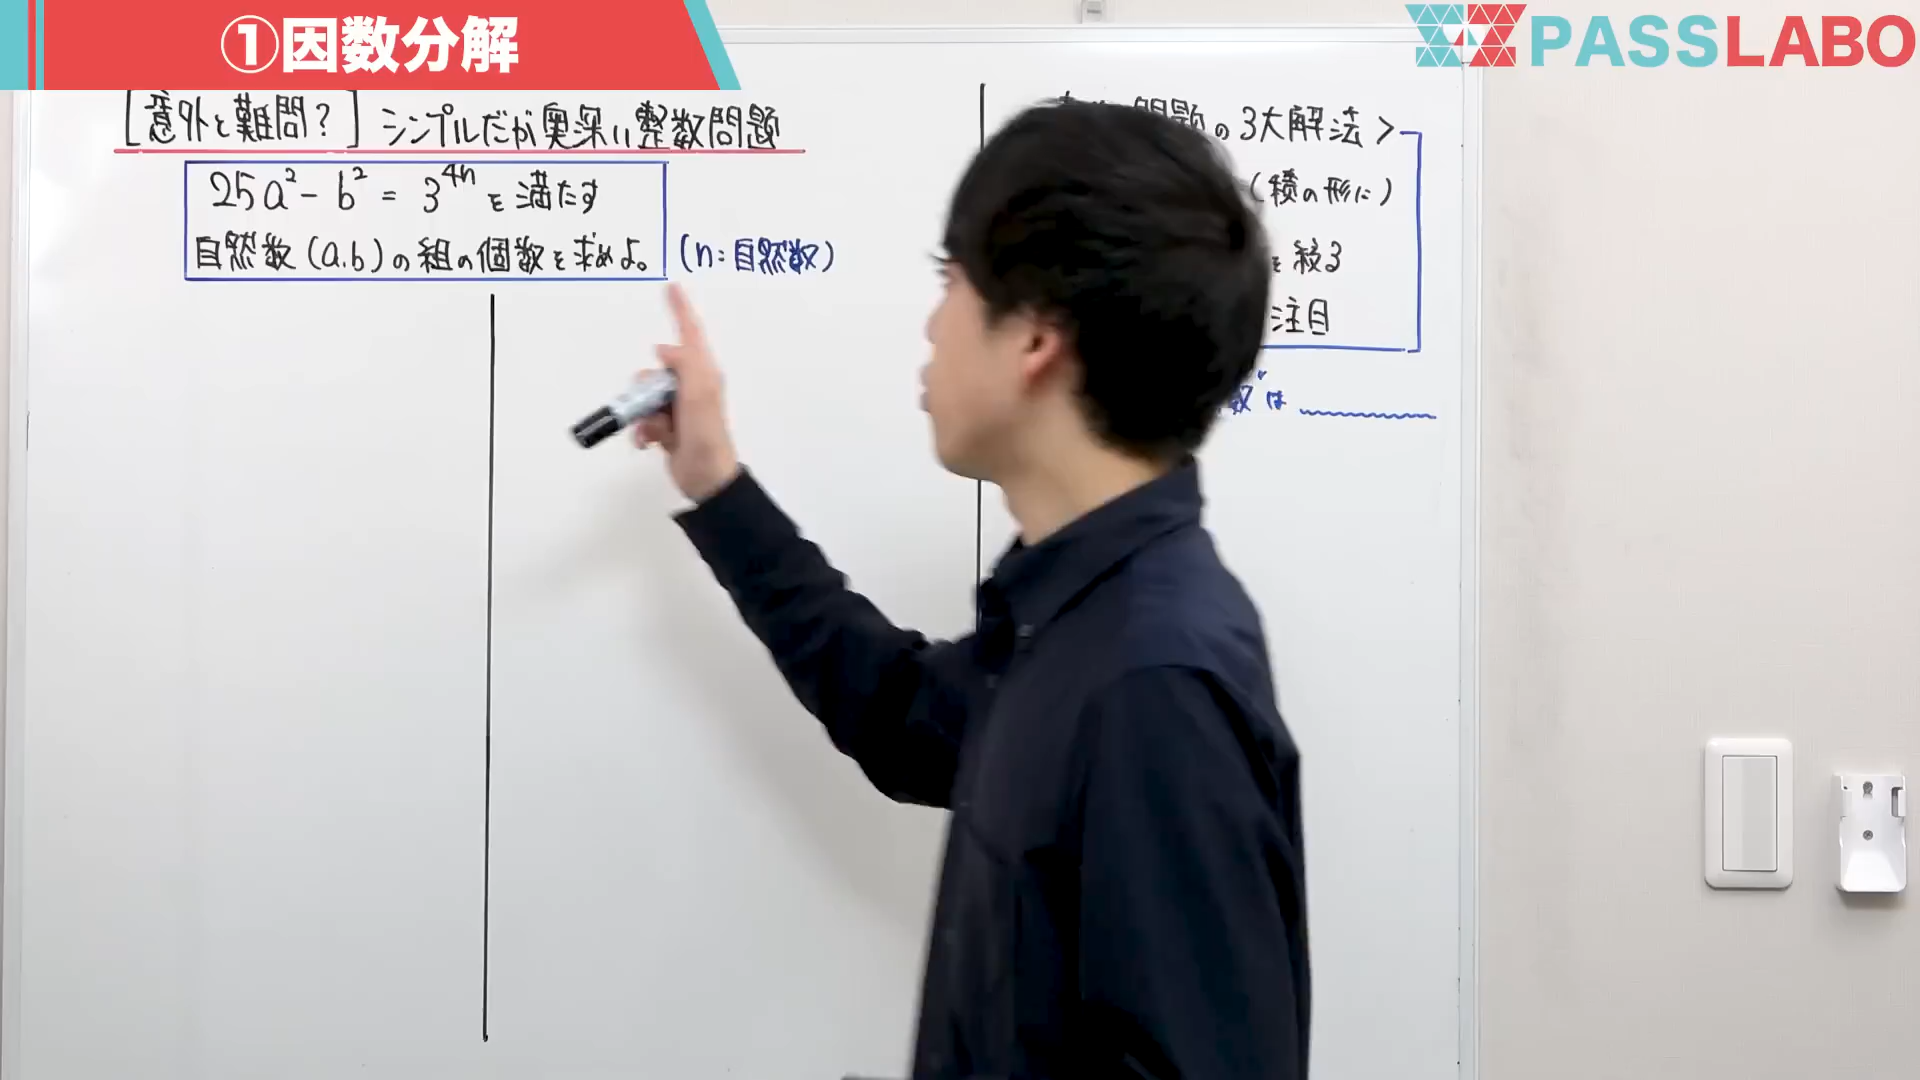 ①因数分解
PASSLABO
[意外と難問?] シンプルだが奥深い整数問題
25a² - b² = 3⁴ⁿ を満たす
自然数(a.b)の組の個数を求めよ。(n:自然数)
問題の3大解法>
(積の形に)
を絞る
注目
数"は